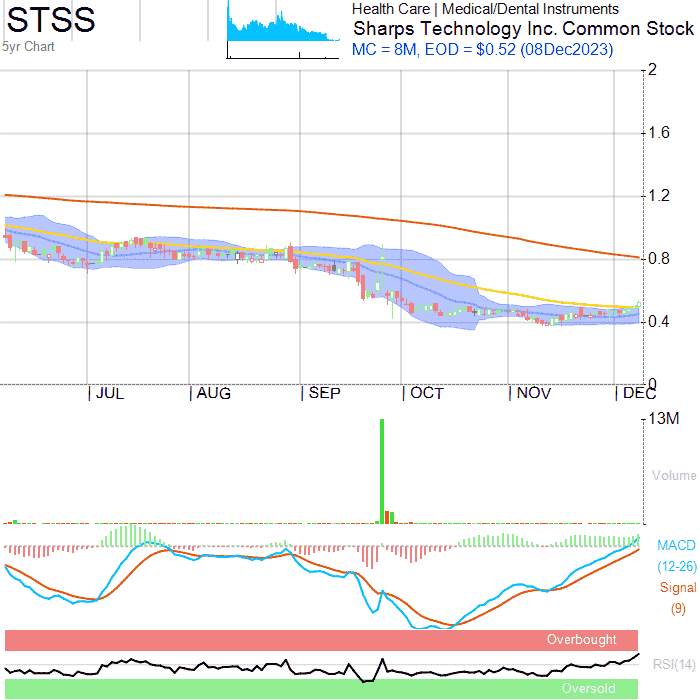 STSS
5yr Chart
Health Care | Medical/Dental Instruments
Sharps Technology Inc. Common Stock
MC = 8M, EOD = $0.52 (08Dec2023)
2
1.6
1.2
0.8
0.4
0
JUL AUG SEP OCT NOV DEC
13M
Volume
MACD
(12-26)
Signal
(9)
Overbought
RSI(14)
Oversold